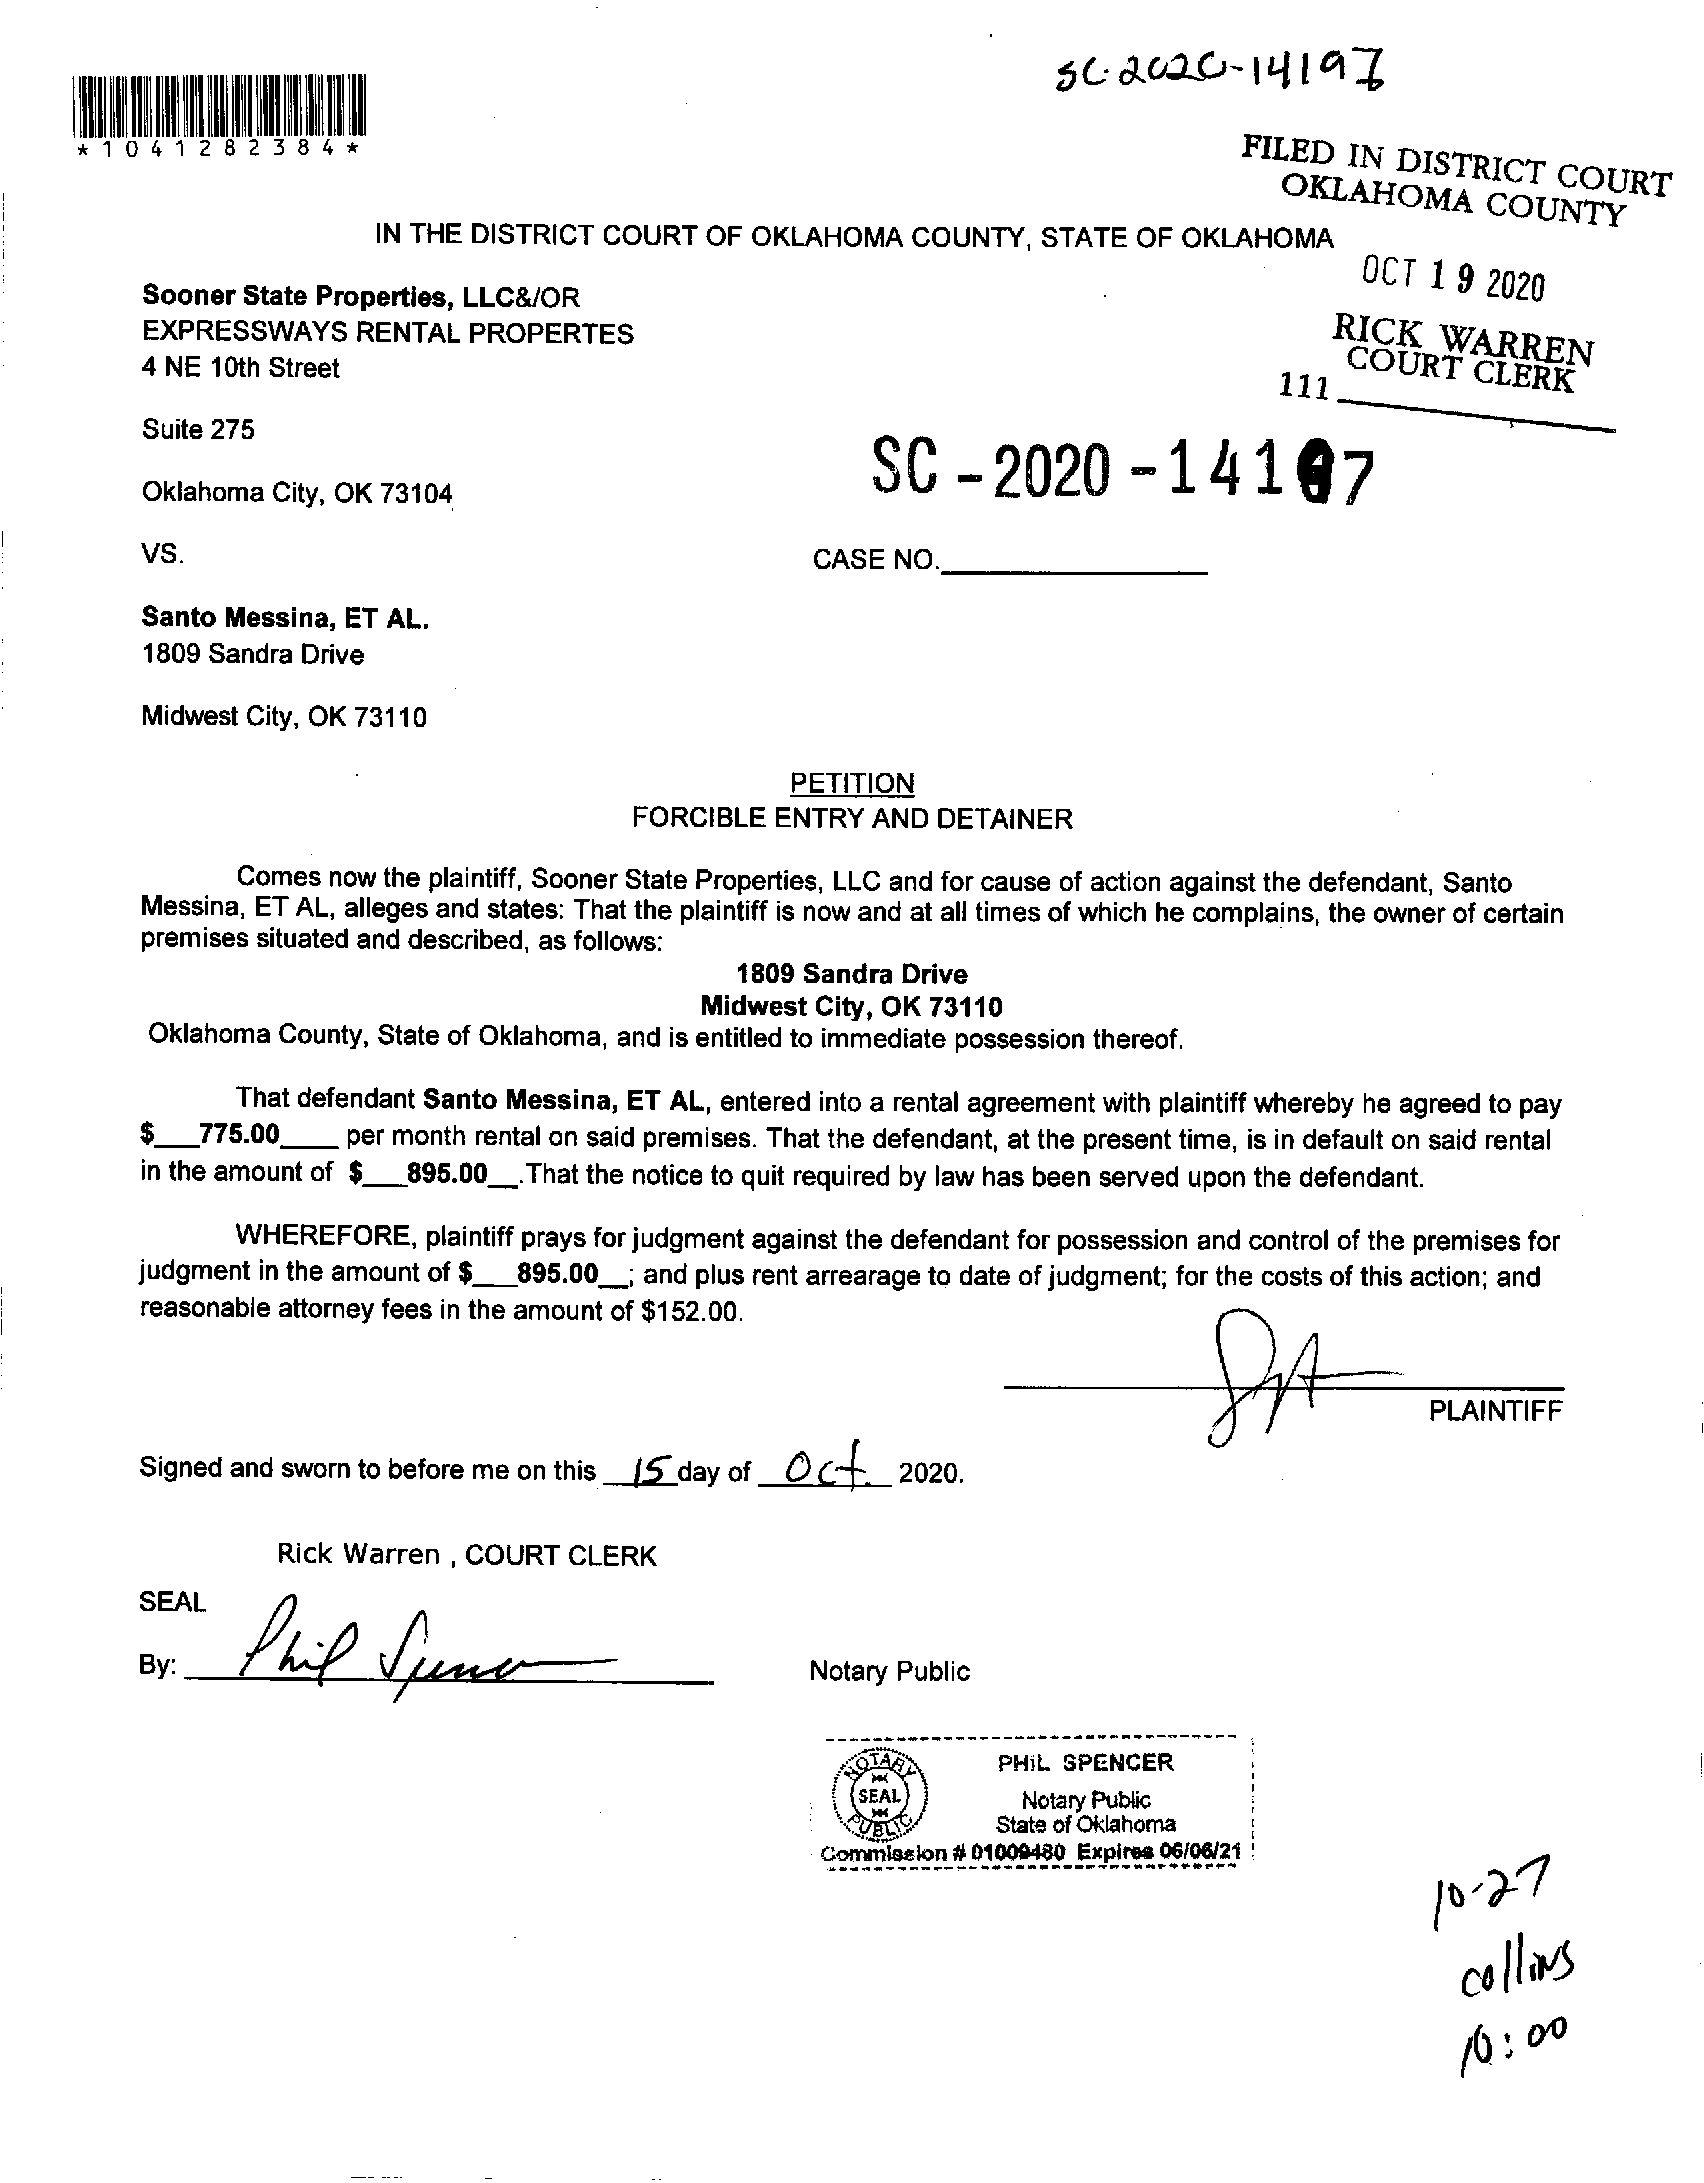 SC-2020-14197
*1041282384*
FILED IN DISTRICT COURT
OKLAHOMA COUNTY
IN THE DISTRICT COURT OF OKLAHOMA COUNTY, STATE OF OKLAHOMA
OCT 19 2020
Sooner State Properties, LLC&/OR
EXPRESSWAYS RENTAL PROPERTES
RICK WARREN
COURT CLERK
4 NE 10th Street
111
Suite 275
SC-2020-14197
Oklahoma City, OK 73104
VS.
CASE NO.
Santo Messina, ET AL.
1809 Sandra Drive
Midwest City, OK 73110
PETITION
FORCIBLE ENTRY AND DETAINER
Comes now the plaintiff, Sooner State Properties, LLC and for cause of action against the defendant, Santo
Messina, ET AL, alleges and states: That the plaintiff is now and at all times of which he complains, the owner of certain
premises situated and described, as follows:
1809 Sandra Drive
Midwest City, OK 73110
Oklahoma County, State of Oklahoma, and is entitled to immediate possession thereof.
That defendant Santo Messina, ET AL, entered into a rental agreement with plaintiff whereby he agreed to pay
$___775.00____ per month rental on said premises. That the defendant, at the present time, is in default on said rental
in the amount of $___895.00__.That the notice to quit required by law has been served upon the defendant.
WHEREFORE, plaintiff prays for judgment against the defendant for possession and control of the premises for
judgment in the amount of $___895.00__; and plus rent arrearage to date of judgment; for the costs of this action; and
reasonable attorney fees in the amount of $152.00.
PLAINTIFF
Signed and sworn to before me on this 15 day of Oct. 2020.
Rick Warren , COURT CLERK
SEAL
By: Phil Spencer
Notary Public
NOTARY
SEAL
PUBLIC
PHIL SPENCER
Notary Public
State of Oklahoma
Commission # 01009480 Expires 06/06/21
10-27
collins
10:00